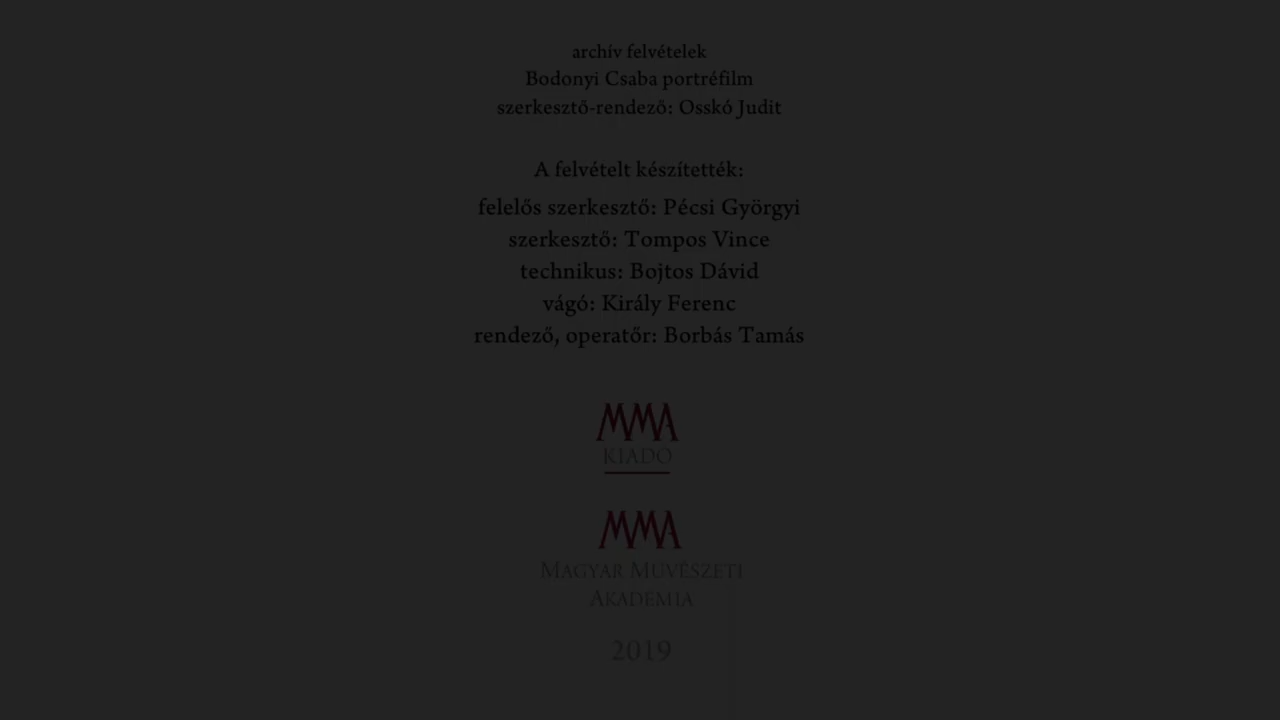 archív felvételek
Bodonyi Csaba portréfilm
szerkesztő-rendező: Osskó Judit
A felvételt készítették:
felelős szerkesztő: Pécsi Györgyi
szerkesztő: Tompos Vince
technikus: Bojtos Dávid
vágó: Király Ferenc
rendező, operatőr: Borbás Tamás
MMA
KIADÓ
MMA
MAGYAR MŰVÉSZETI
AKADÉMIA
2019